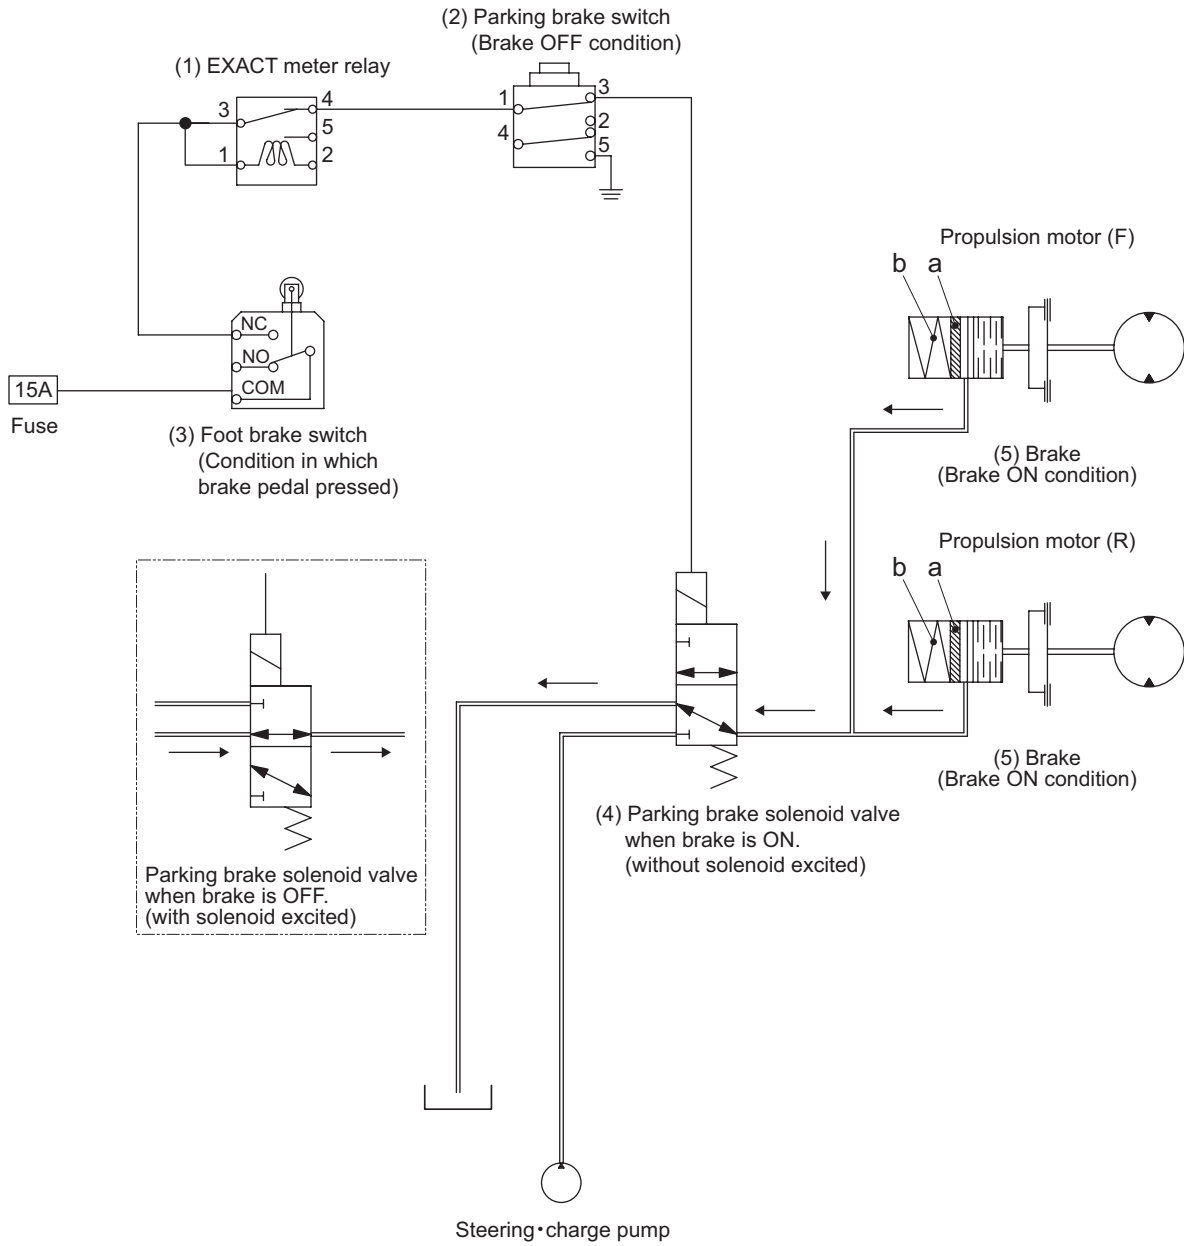 (2) Parking brake switch
(Brake OFF condition)
(1) EXACT meter relay
3
4
5
1
2
1
3
2
4
5
Propulsion motor (F)
b a
NC
NO
COM
15A
Fuse
(3) Foot brake switch
(Condition in which
brake pedal pressed)
(5) Brake
(Brake ON condition)
Propulsion motor (R)
b a
(5) Brake
(Brake ON condition)
(4) Parking brake solenoid valve
when brake is ON.
(without solenoid excited)
Parking brake solenoid valve
when brake is OFF.
(with solenoid excited)
Steering・charge pump